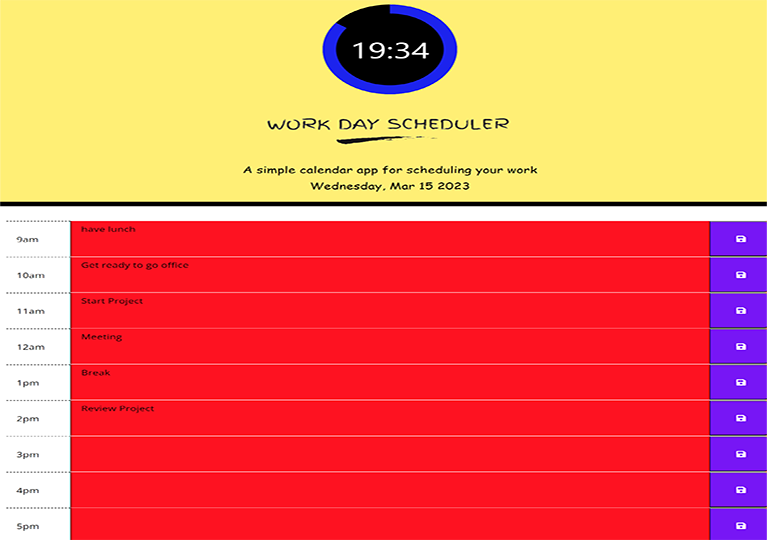 19:34
WORK DAY SCHEDULER
A simple calendar app for scheduling your work
Wednesday, Mar 15 2023
9am have lunch
10am Get ready to go office
11am Start Project
12am Meeting
1pm Break
2pm Review Project
3pm
4pm
5pm